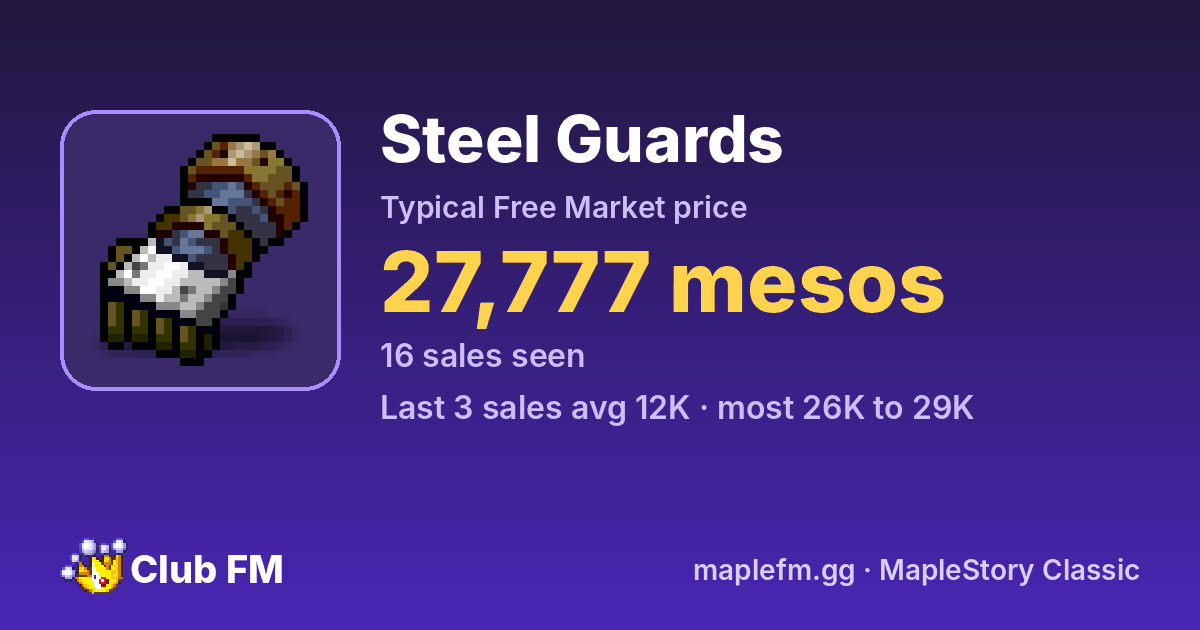 Steel Guards
Typical Free Market price
27,777 mesos
16 sales seen
Last 3 sales avg 12K · most 26K to 29K
Club FM
maplefm.gg · MapleStory Classic